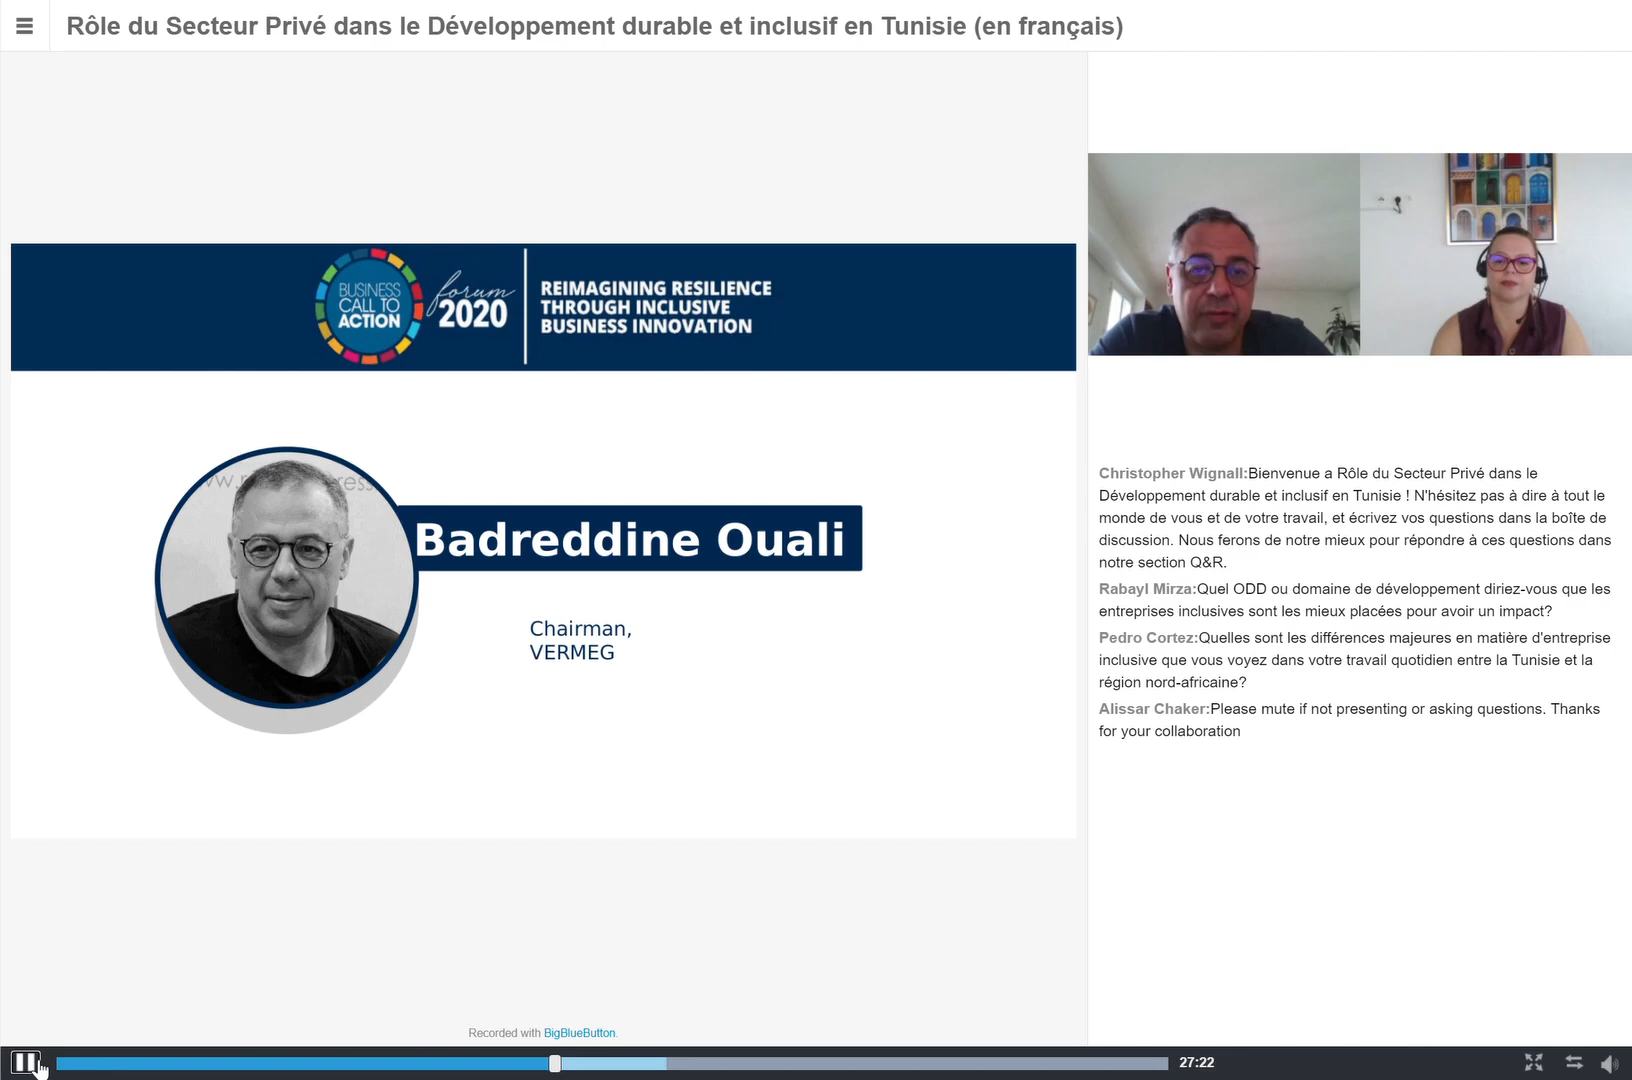 Rôle du Secteur Privé dans le Développement durable et inclusif en Tunisie (en français)
BUSINESS
CALL TO
ACTION
forum
2020
REIMAGINING RESILIENCE
THROUGH INCLUSIVE
BUSINESS INNOVATION
Badreddine Ouali
Chairman,
VERMEG
Christopher Wignall:Bienvenue a Rôle du Secteur Privé dans le
Développement durable et inclusif en Tunisie ! N'hésitez pas à dire à tout le
monde de vous et de votre travail, et écrivez vos questions dans la boîte de
discussion. Nous ferons de notre mieux pour répondre à ces questions dans
notre section Q&R.
Rabayl Mirza:Quel ODD ou domaine de développement diriez-vous que les
entreprises inclusives sont les mieux placées pour avoir un impact?
Pedro Cortez:Quelles sont les différences majeures en matière d'entreprise
inclusive que vous voyez dans votre travail quotidien entre la Tunisie et la
région nord-africaine?
Alissar Chaker:Please mute if not presenting or asking questions. Thanks
for your collaboration
Recorded with BigBlueButton.
27:22